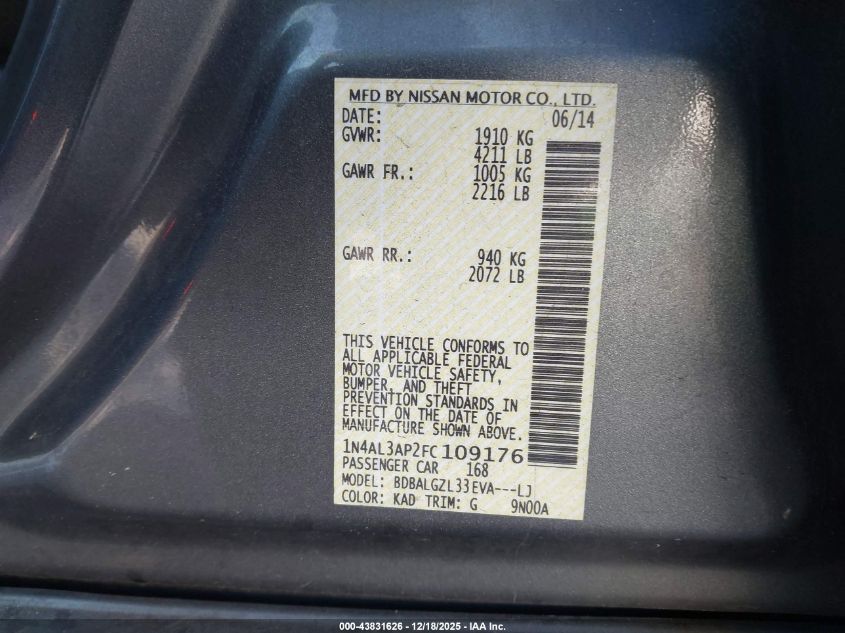 MFD BY NISSAN MOTOR CO., LTD.
DATE: 06/14
GVWR: 1910 KG
4211 LB
GAWR FR.: 1005 KG
2216 LB
GAWR RR.: 940 KG
2072 LB
THIS VEHICLE CONFORMS TO
ALL APPLICABLE FEDERAL
MOTOR VEHICLE SAFETY,
BUMPER, AND THEFT
PREVENTION STANDARDS IN
EFFECT ON THE DATE OF
MANUFACTURE SHOWN ABOVE.
1N4AL3AP2FC109176
PASSENGER CAR 168
MODEL: BDBALGZL33EVA---LJ
COLOR: KAD TRIM: G 9N00A
000-43831626 - 12/18/2025 - IAA Inc.